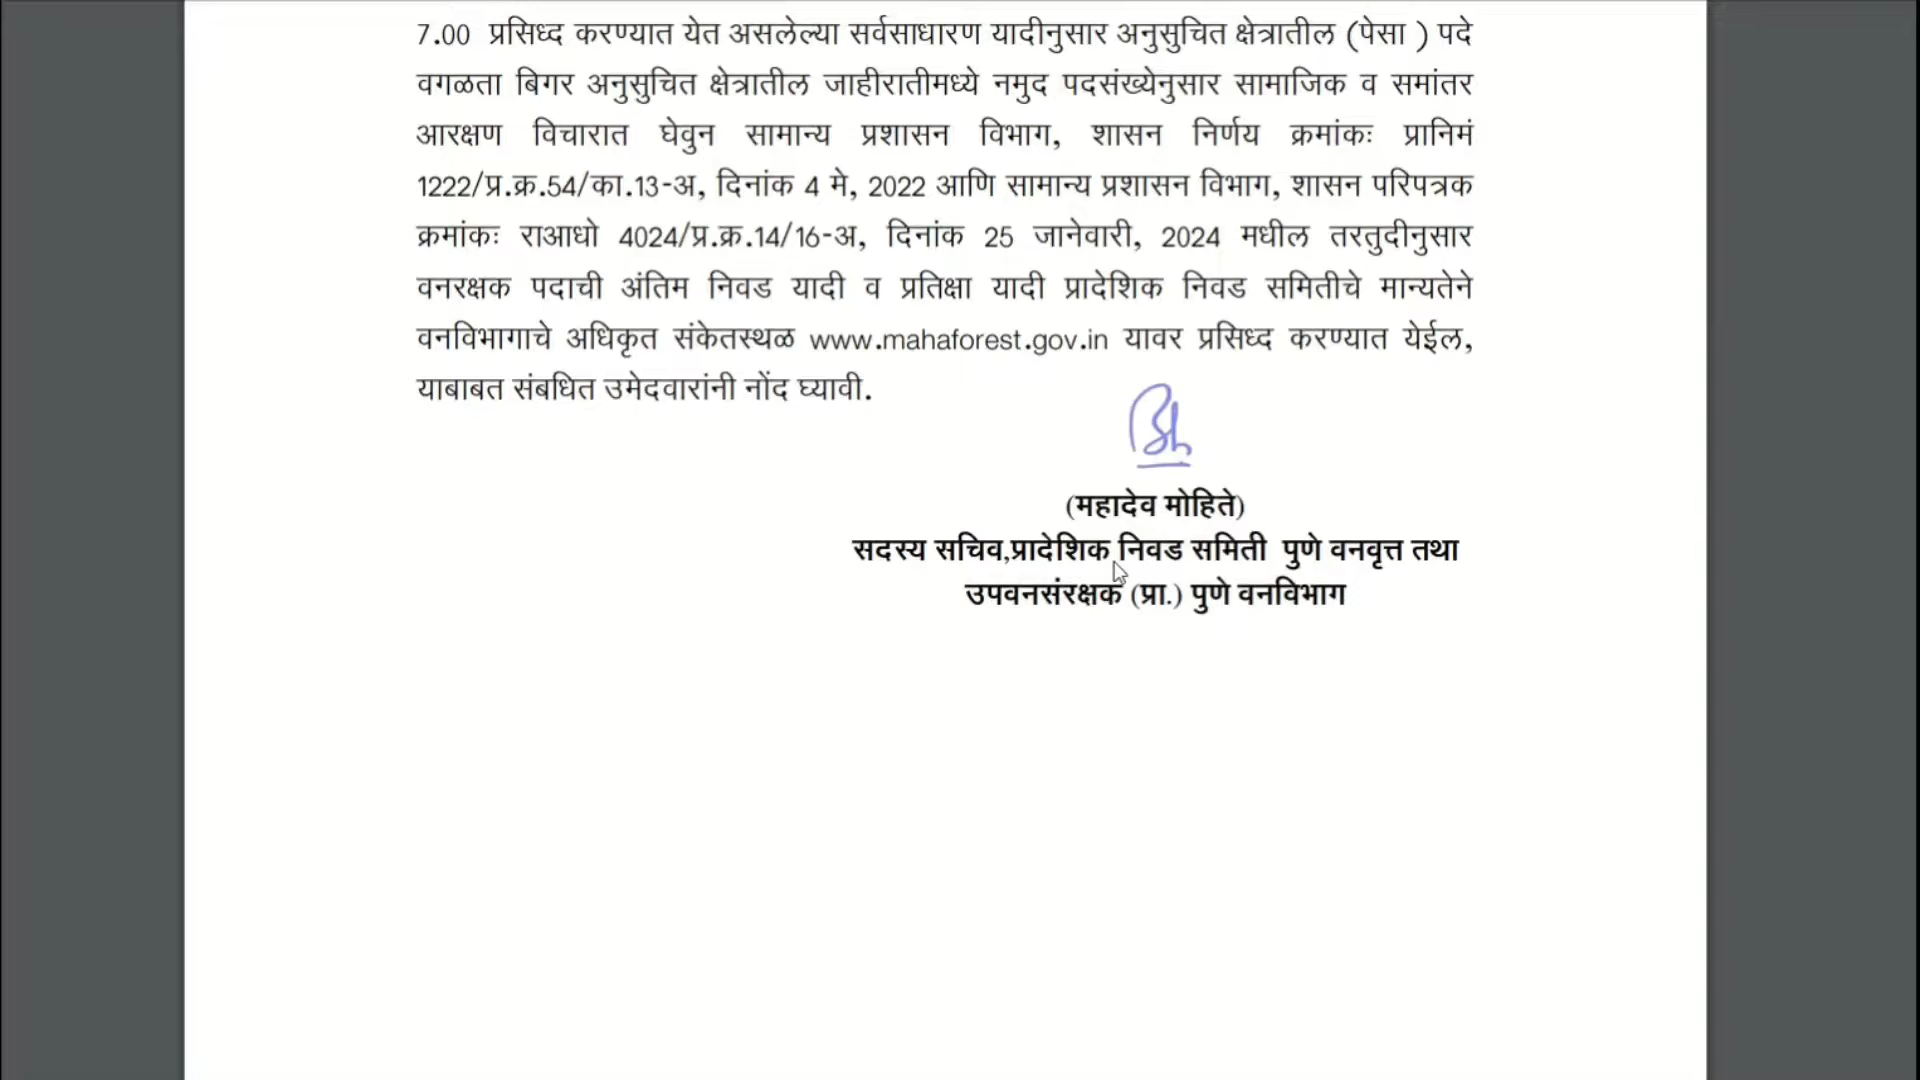 7.00 प्रसिध्द करण्यात येत असलेल्या सर्वसाधारण यादीनुसार अनुसुचित क्षेत्रातील (पेसा ) पदे
वगळता बिगर अनुसुचित क्षेत्रातील जाहीरातीमध्ये नमुद पदसंख्येनुसार सामाजिक व समांतर
आरक्षण विचारात घेवुन सामान्य प्रशासन विभाग, शासन निर्णय क्रमांकः प्रानिमं
1222/प्र.क्र.54/का.13-अ, दिनांक 4 मे, 2022 आणि सामान्य प्रशासन विभाग, शासन परिपत्रक
क्रमांकः राआधो 4024/प्र.क्र.14/16-अ, दिनांक 25 जानेवारी, 2024 मधील तरतुदीनुसार
वनरक्षक पदाची अंतिम निवड यादी व प्रतिक्षा यादी प्रादेशिक निवड समितीचे मान्यतेने
वनविभागाचे अधिकृत संकेतस्थळ www.mahaforest.gov.in यावर प्रसिध्द करण्यात येईल,
याबाबत संबधित उमेदवारांनी नोंद घ्यावी.
(महादेव मोहिते)
सदस्य सचिव,प्रादेशिक निवड समिती पुणे वनवृत्त तथा
उपवनसंरक्षक (प्रा.) पुणे वनविभाग